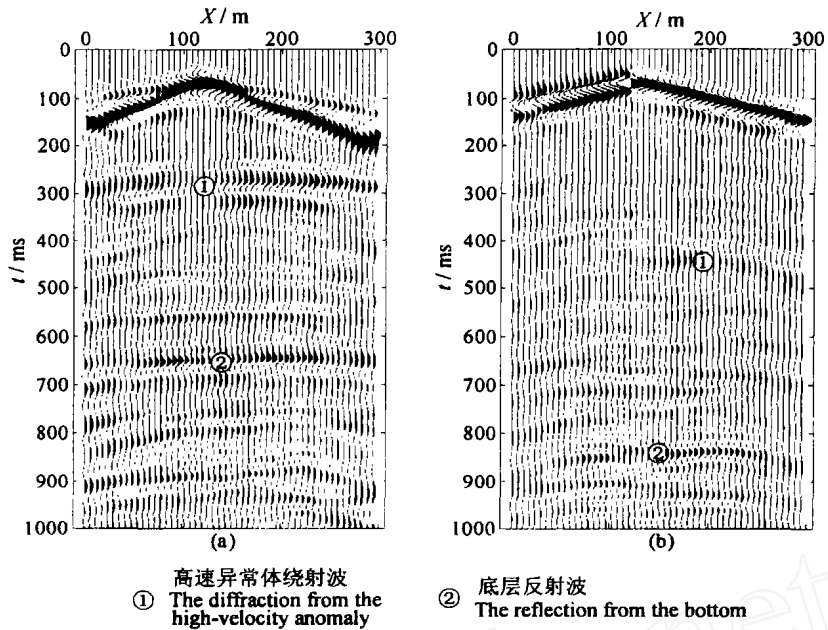 X / m
0 100 200 300
0
100
200
300
400
500
600
700
800
900
1000
t / ms
①
②
(a)
X / m
0 100 200 300
0
100
200
300
400
500
600
700
800
900
1000
t / ms
①
②
(b)
高速异常体绕射波
① The diffraction from the
high-velocity anomaly
底层反射波
② The reflection from the bottom